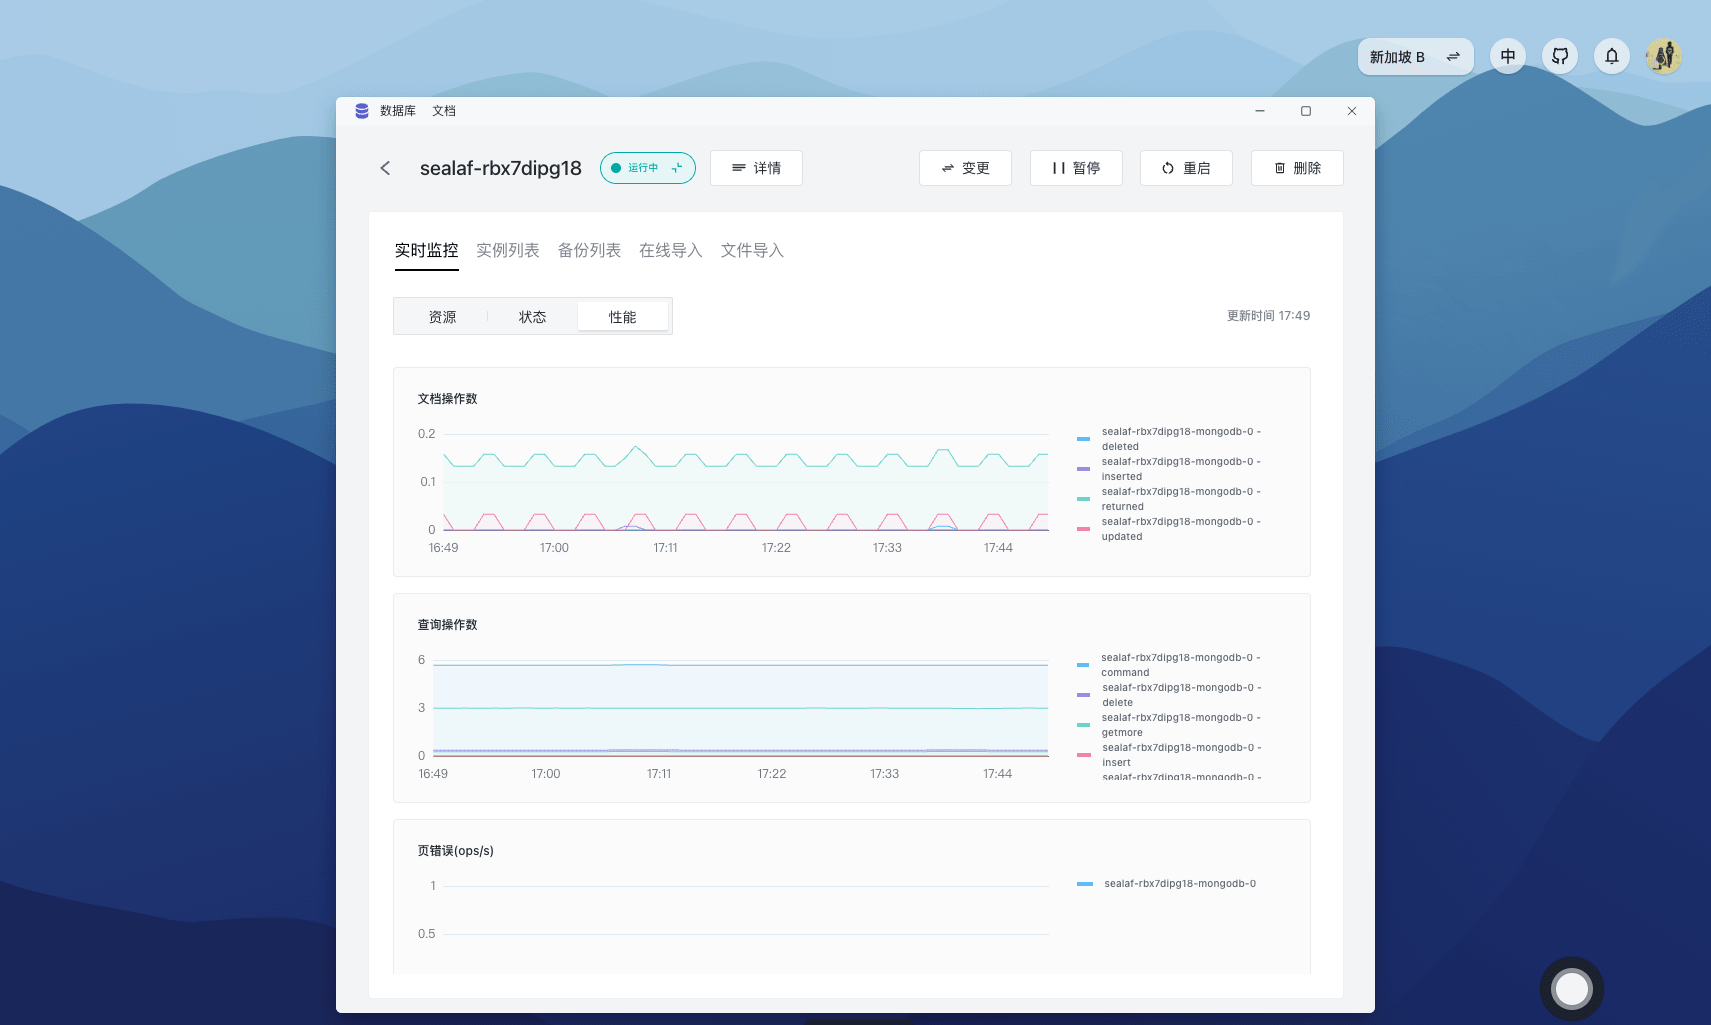 新加坡 B
中
数据库 文档
sealaf-rbx7dipg18
运行中
详情
变更
暂停
重启
删除
实时监控 实例列表 备份列表 在线导入 文件导入
资源 状态 性能
更新时间 17:49
文档操作数
0.2
0.1
0
16:49 17:00 17:11 17:22 17:33 17:44
sealaf-rbx7dipg18-mongodb-0 -
deleted
sealaf-rbx7dipg18-mongodb-0 -
inserted
sealaf-rbx7dipg18-mongodb-0 -
returned
sealaf-rbx7dipg18-mongodb-0 -
updated
查询操作数
6
3
0
16:49 17:00 17:11 17:22 17:33 17:44
sealaf-rbx7dipg18-mongodb-0 -
command
sealaf-rbx7dipg18-mongodb-0 -
delete
sealaf-rbx7dipg18-mongodb-0 -
getmore
sealaf-rbx7dipg18-mongodb-0 -
insert
sealaf-rbx7dipg18-mongodb-0 -
页错误(ops/s)
1
0.5
sealaf-rbx7dipg18-mongodb-0